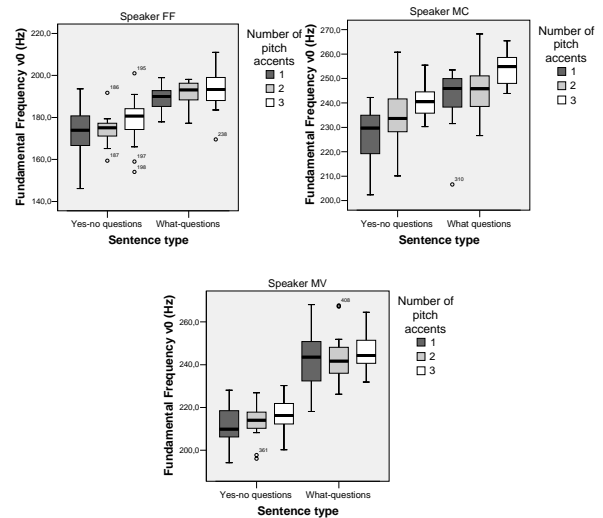 Speaker FF
Fundamental Frequency v0 (Hz)
220,0
200,0
180,0
160,0
140,0
186
187
195
197
198
238
Yes-no questions What-questions
Sentence type
Number of
pitch
accents
1
2
3
Speaker MC
Fundamental Frequency v0 (Hz)
270,0
260,0
250,0
240,0
230,0
220,0
210,0
200,0
310
Yes-no questions What questions
Sentence type
Number of
pitch
accents
1
2
3
Speaker MV
Fundamental Frequency v0 (Hz)
260,0
240,0
220,0
200,0
408
361
Yes-no questions What-questions
Sentence type
Number of
pitch
accents
1
2
3